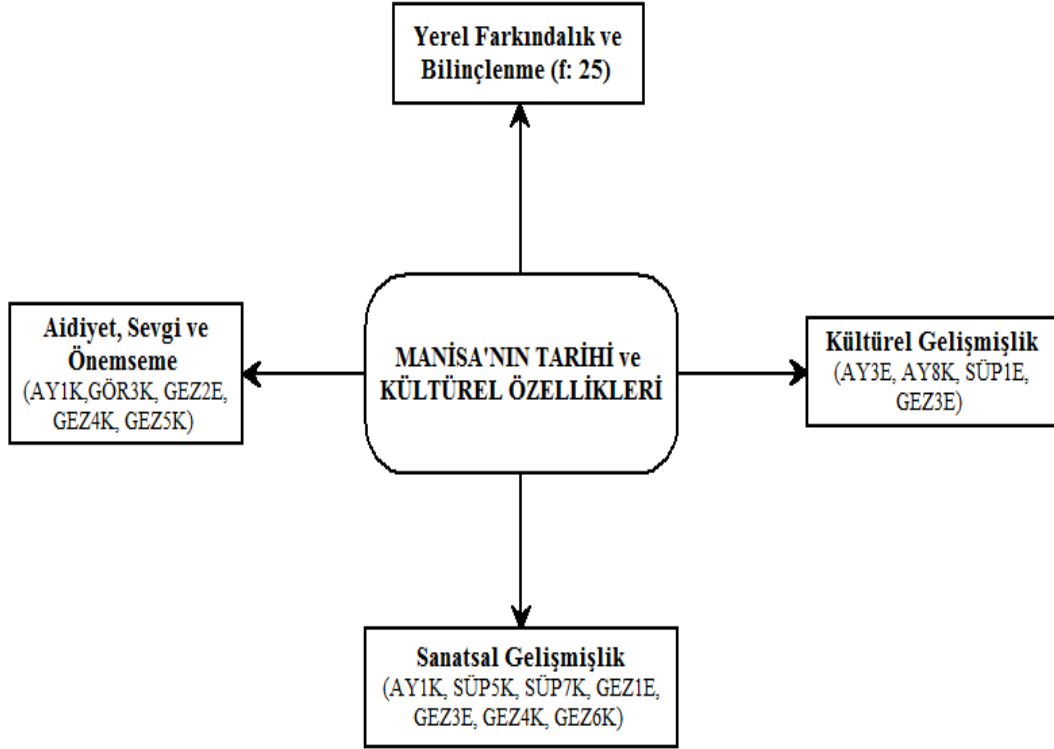 Yerel Farkındalık ve
Bilinçlenme (f: 25)
Aidiyet, Sevgi ve
Önemseme
(AY1K,GÖR3K, GEZ2E,
GEZ4K, GEZ5K)
MANİSA'NIN TARİHİ ve
KÜLTÜREL ÖZELLİKLERİ
Kültürel Gelişmişlik
(AY3E, AY8K, SÜP1E,
GEZ3E)
Sanatsal Gelişmişlik
(AY1K, SÜP5K, SÜP7K, GEZ1E,
GEZ3E, GEZ4K, GEZ6K)